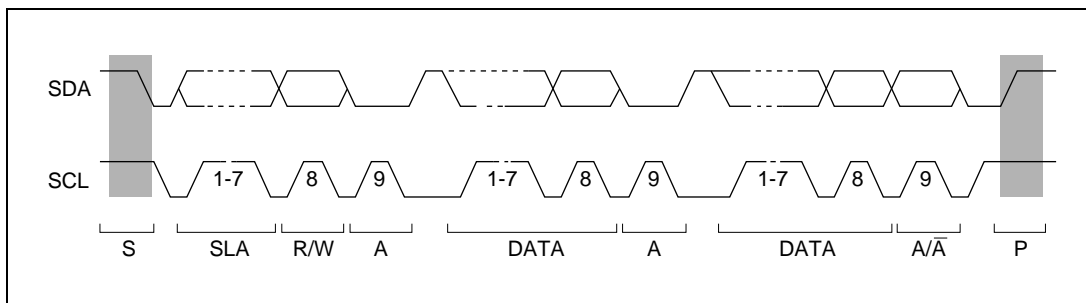 SDA
SCL
1-7 8 9 1-7 8 9 1-7 8 9
S SLA R/W A DATA A DATA A/A̅ P